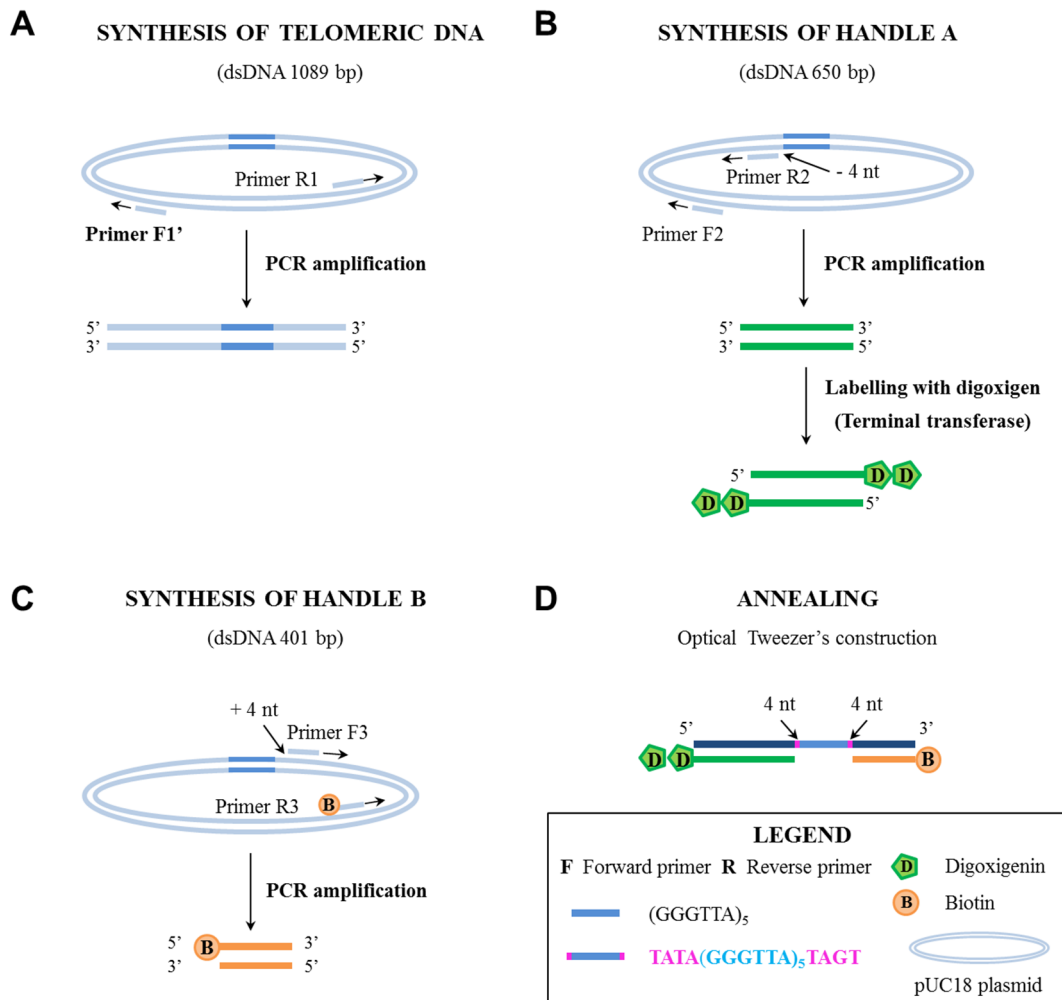 A
SYNTHESIS OF TELOMERIC DNA
(dsDNA 1089 bp)
Primer R1
Primer F1’
PCR amplification
5’
3’
3’
5’
B
SYNTHESIS OF HANDLE A
(dsDNA 650 bp)
Primer R2
- 4 nt
Primer F2
PCR amplification
5’
3’
3’
5’
Labelling with digoxigen
(Terminal transferase)
5’
D D
D D
5’
C
SYNTHESIS OF HANDLE B
(dsDNA 401 bp)
+ 4 nt
Primer F3
Primer R3
B
PCR amplification
5’
B
3’
3’
5’
D
ANNEALING
Optical Tweezer’s construction
4 nt
4 nt
5’
3’
D D
B
LEGEND
F Forward primer R Reverse primer
D Digoxigenin
(GGGTTA)5
B Biotin
TATA(GGGTTA)5TAGT
pUC18 plasmid